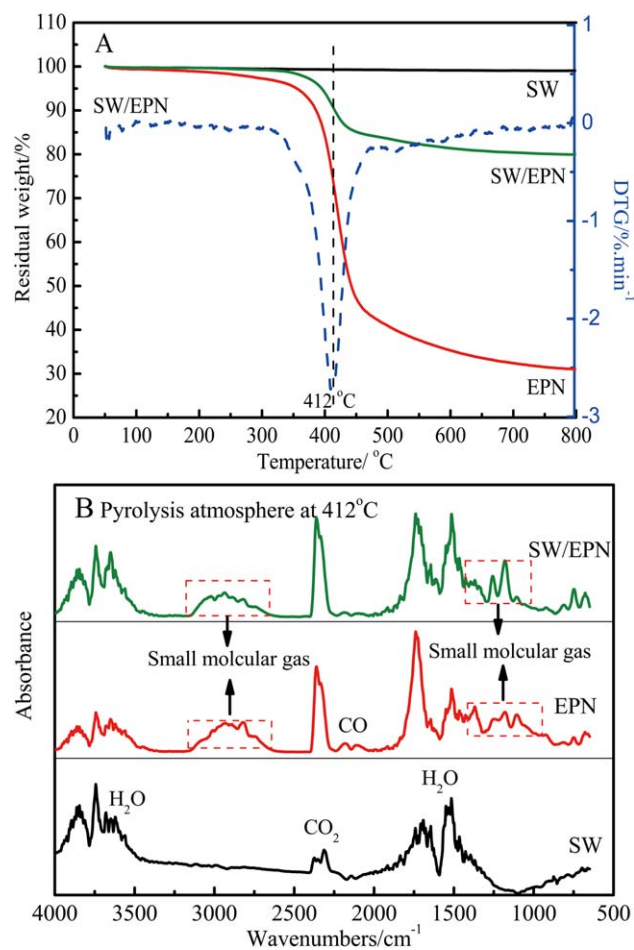 A
SW
SW/EPN
SW/EPN
EPN
412 °C
100
90
80
70
60
50
40
30
20
Residual weight/%
1
0
-1
-2
-3
DTG/%.min⁻¹
0 100 200 300 400 500 600 700 800
Temperature/ °C
B Pyrolysis atmosphere at 412°C
SW/EPN
Small molcular gas
Small molcular gas
EPN
CO
H₂O
H₂O
CO₂
SW
Absorbance
4000 3500 3000 2500 2000 1500 1000 500
Wavenumbers/cm⁻¹